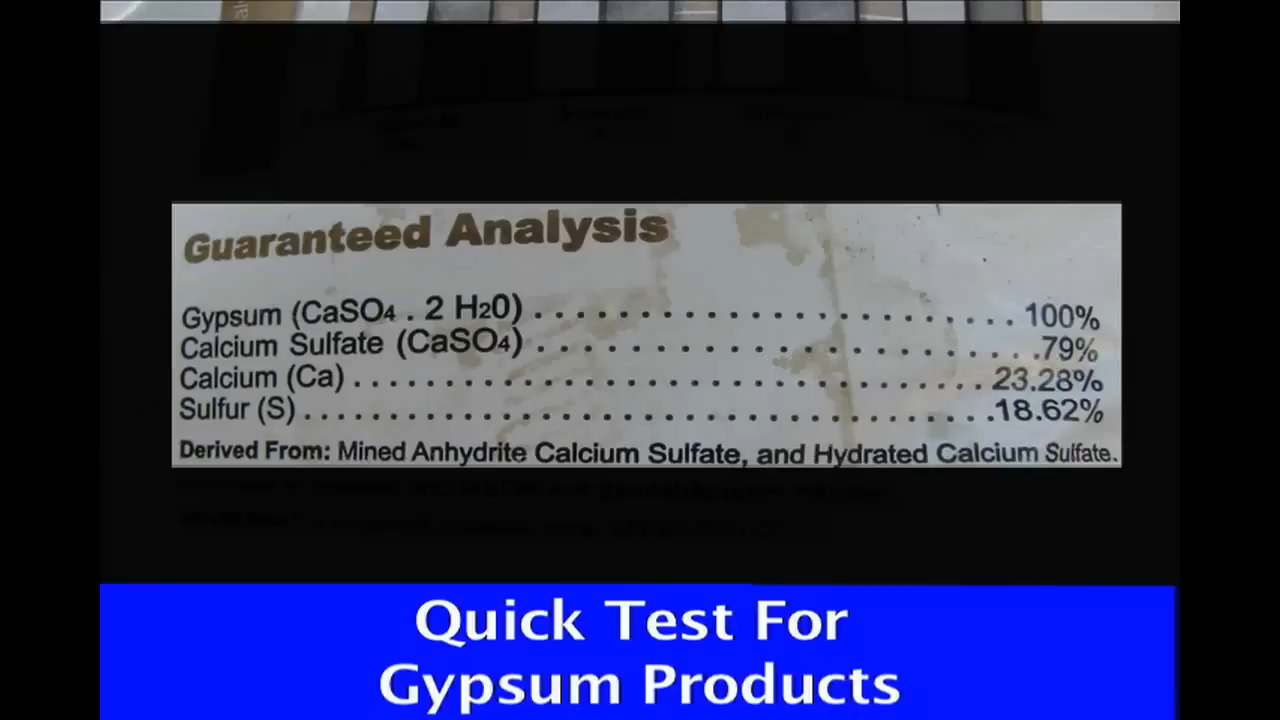 Guaranteed Analysis
Gypsum (CaSO4 . 2 H20) . . . . . . . . . . . . . . . . . . . . . . . . . . . . 100%
Calcium Sulfate (CaSO4) . . . . . . . . . . . . . . . . . . . . . . . . . . . . 79%
Calcium (Ca) . . . . . . . . . . . . . . . . . . . . . . . . . . . . . . . . . . . 23.28%
Sulfur (S) . . . . . . . . . . . . . . . . . . . . . . . . . . . . . . . . . . . . . 18.62%
Derived From: Mined Anhydrite Calcium Sulfate, and Hydrated Calcium Sulfate.
Quick Test For
Gypsum Products